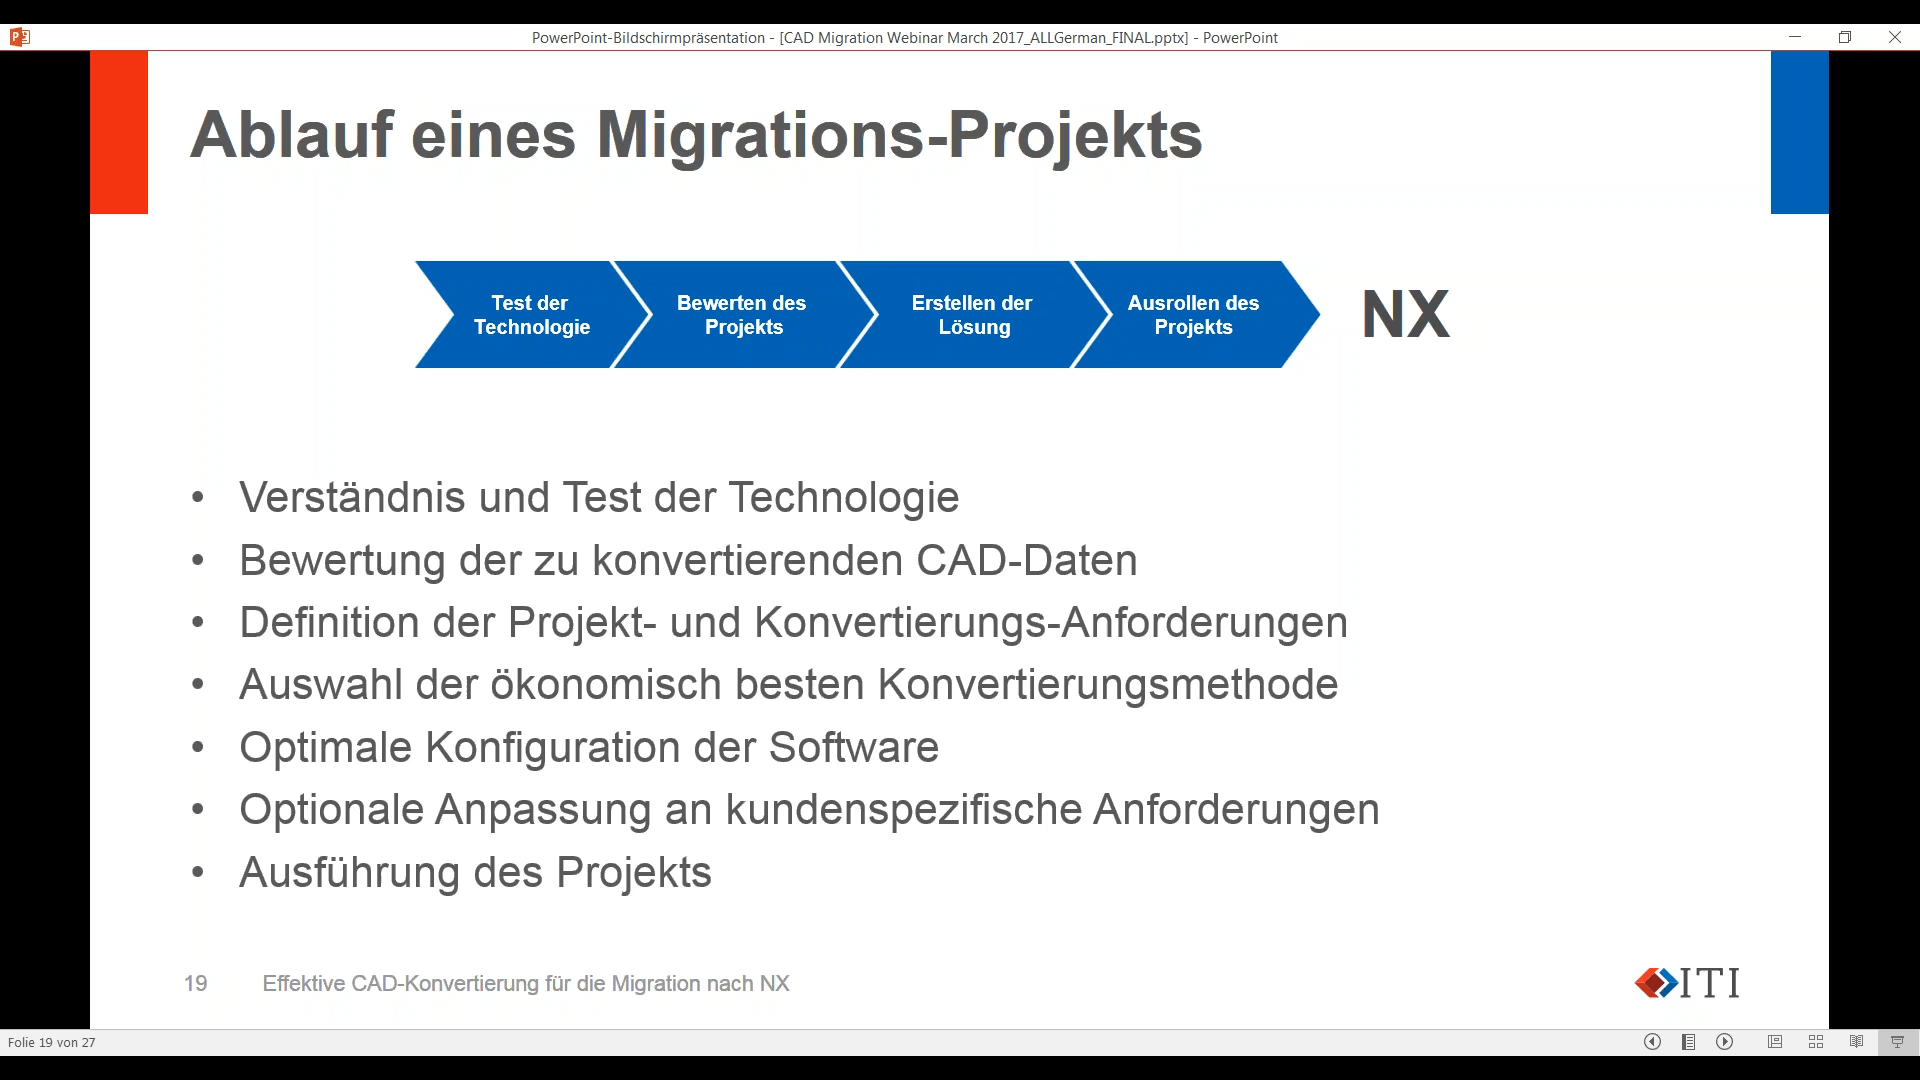 PowerPoint-Bildschirmpräsentation - [CAD Migration Webinar March 2017_ALLGerman_FINAL.pptx] - PowerPoint
Ablauf eines Migrations-Projekts
Test der
Technologie
Bewerten des
Projekts
Erstellen der
Lösung
Ausrollen des
Projekts
NX
• Verständnis und Test der Technologie
• Bewertung der zu konvertierenden CAD-Daten
• Definition der Projekt- und Konvertierungs-Anforderungen
• Auswahl der ökonomisch besten Konvertierungsmethode
• Optimale Konfiguration der Software
• Optionale Anpassung an kundenspezifische Anforderungen
• Ausführung des Projekts
19 Effektive CAD-Konvertierung für die Migration nach NX
ITI
Folie 19 von 27